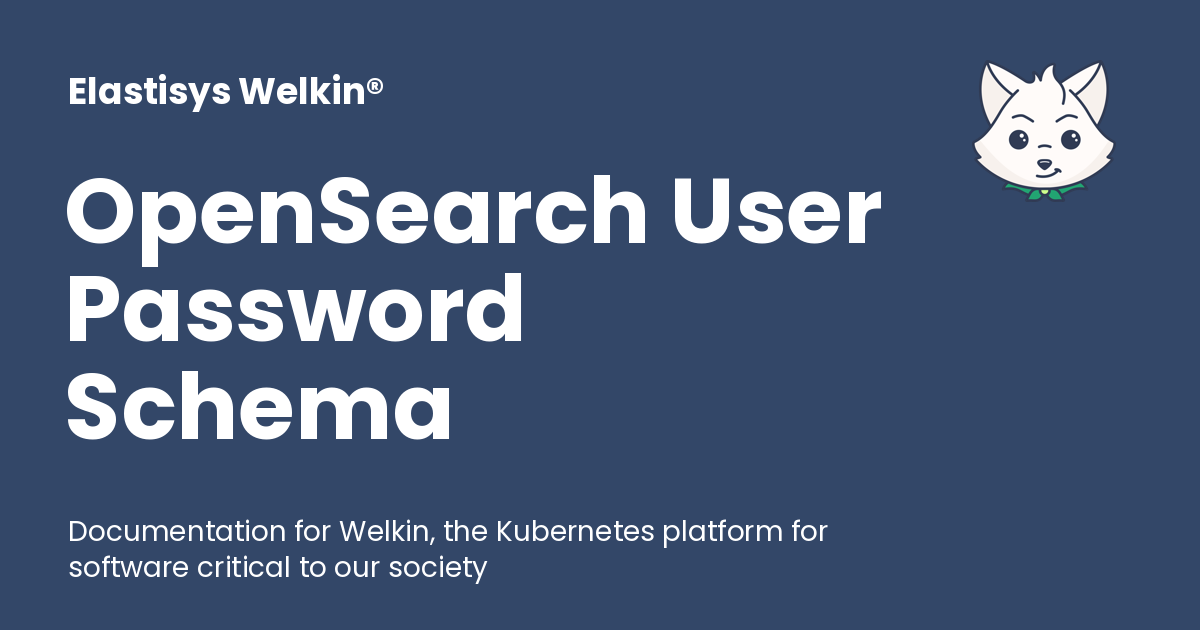 Elastisys Welkin®
OpenSearch User
Password
Schema
Documentation for Welkin, the Kubernetes platform for
software critical to our society